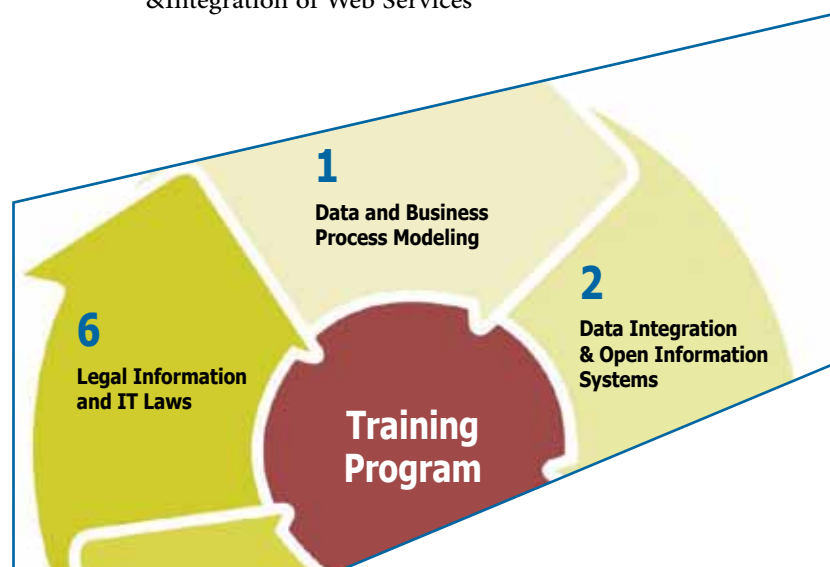 &Integration of Web Services
1
Data and Business
Process Modeling
2
Data Integration
& Open Information
Systems
6
Legal Information
and IT Laws
Training
Program